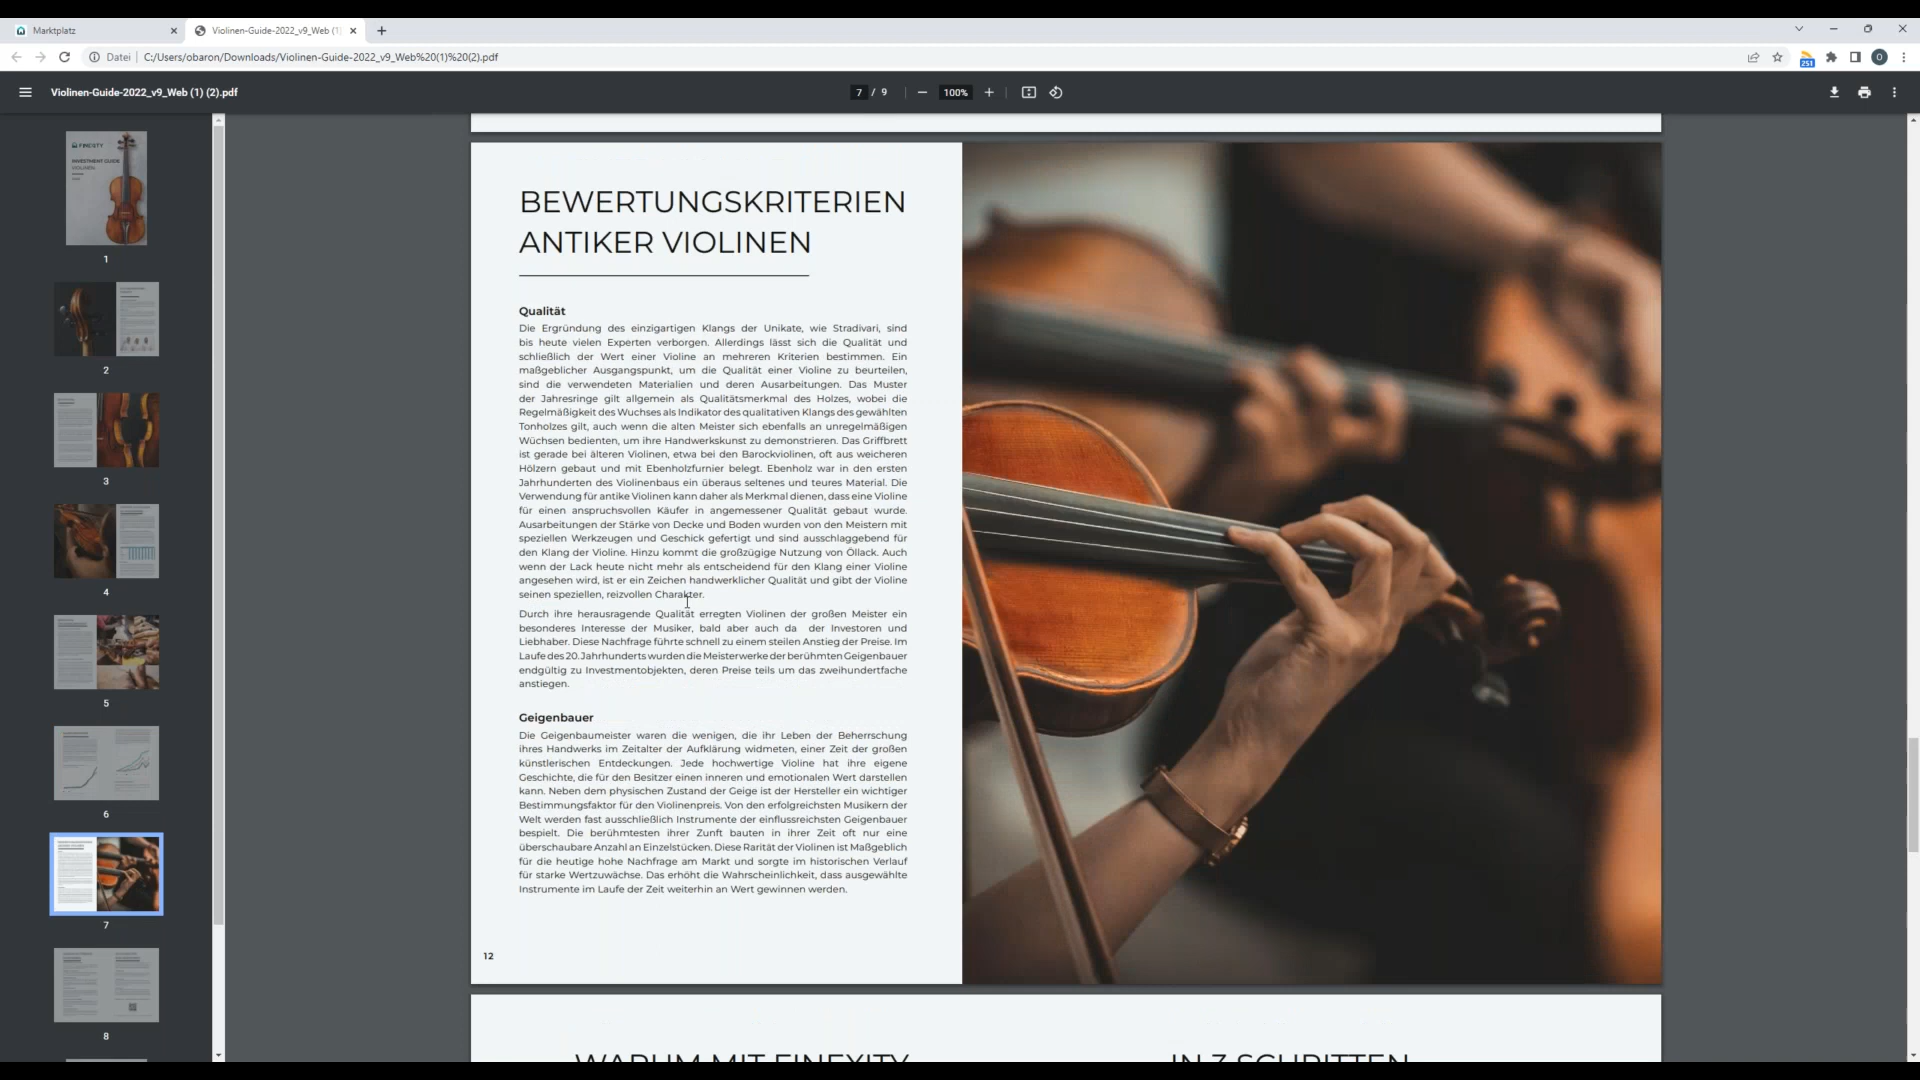 Marktplatz
Violinen-Guide-2022_v9_Web (1)
Datei
C:/Users/obaron/Downloads/Violinen-Guide-2022_v9_Web%20(1)%20(2).pdf
251
O
Violinen-Guide-2022_v9_Web (1) (2).pdf
7 / 9
100%
FINEXITY
INVESTMENT GUIDE
VIOLINEN
1
2
3
4
5
6
7
8
BEWERTUNGSKRITERIEN
ANTIKER VIOLINEN
Qualität
Die Ergründung des einzigartigen Klangs der Unikate, wie Stradivari, sind
bis heute vielen Experten verborgen. Allerdings lässt sich die Qualität und
schließlich der Wert einer Violine an mehreren Kriterien bestimmen. Ein
maßgeblicher Ausgangspunkt, um die Qualität einer Violine zu beurteilen,
sind die verwendeten Materialien und deren Ausarbeitungen. Das Muster
der Jahresringe gilt allgemein als Qualitätsmerkmal des Holzes, wobei die
Regelmäßigkeit des Wuchses als Indikator des qualitativen Klangs des gewählten
Tonholzes gilt, auch wenn die alten Meister sich ebenfalls an unregelmäßigen
Wüchsen bedienten, um ihre Handwerkskunst zu demonstrieren. Das Griffbrett
ist gerade bei älteren Violinen, etwa bei den Barockviolinen, oft aus weicheren
Hölzern gebaut und mit Ebenholzfurnier belegt. Ebenholz war in den ersten
Jahrhunderten des Violinenbaus ein überaus seltenes und teures Material. Die
Verwendung für antike Violinen kann daher als Merkmal dienen, dass eine Violine
für einen anspruchsvollen Käufer in angemessener Qualität gebaut wurde.
Ausarbeitungen der Stärke von Decke und Boden wurden von den Meistern mit
speziellen Werkzeugen und Geschick gefertigt und sind ausschlaggebend für
den Klang der Violine. Hinzu kommt die großzügige Nutzung von Öllack. Auch
wenn der Lack heute nicht mehr als entscheidend für den Klang einer Violine
angesehen wird, ist er ein Zeichen handwerklicher Qualität und gibt der Violine
seinen speziellen, reizvollen Charakter.
Durch ihre herausragende Qualität erregten Violinen der großen Meister ein
besonderes Interesse der Musiker, bald aber auch da der Investoren und
Liebhaber. Diese Nachfrage führte schnell zu einem steilen Anstieg der Preise. Im
Laufe des 20. Jahrhunderts wurden die Meisterwerke der berühmten Geigenbauer
endgültig zu Investmentobjekten, deren Preise teils um das zweihundertfache
anstiegen.
Geigenbauer
Die Geigenbaumeister waren die wenigen, die ihr Leben der Beherrschung
ihres Handwerks im Zeitalter der Aufklärung widmeten, einer Zeit der großen
künstlerischen Entdeckungen. Jede hochwertige Violine hat ihre eigene
Geschichte, die für den Besitzer einen inneren und emotionalen Wert darstellen
kann. Neben dem physischen Zustand der Geige ist der Hersteller ein wichtiger
Bestimmungsfaktor für den Violinenpreis. Von den erfolgreichsten Musikern der
Welt werden fast ausschließlich Instrumente der einflussreichsten Geigenbauer
bespielt. Die berühmtesten ihrer Zunft bauten in ihrer Zeit oft nur eine
überschaubare Anzahl an Einzelstücken. Diese Rarität der Violinen ist Maßgeblich
für die heutige hohe Nachfrage am Markt und sorgte im historischen Verlauf
für starke Wertzuwächse. Das erhöht die Wahrscheinlichkeit, dass ausgewählte
Instrumente im Laufe der Zeit weiterhin an Wert gewinnen werden.
12
WARUM MIT FINEXITY
IN 3 SCHRITTEN